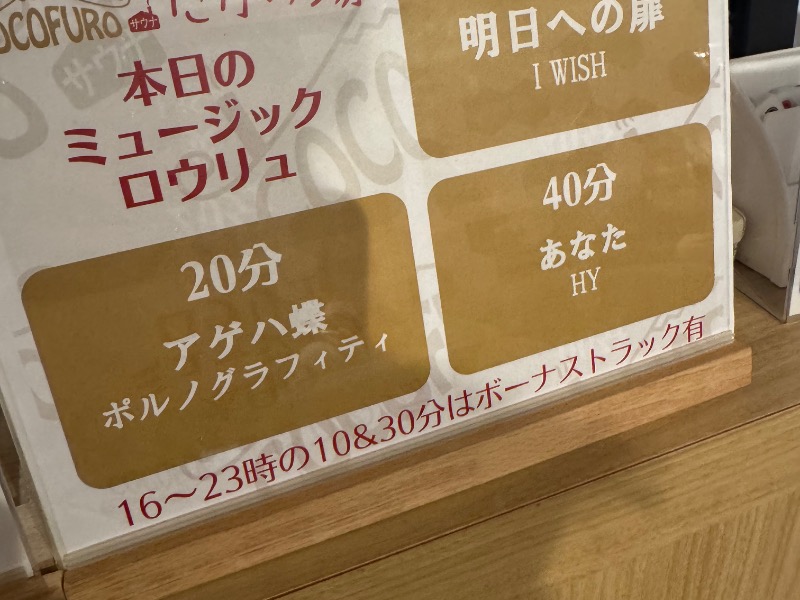 COCOFURO
サウナ
本日の
ミュージック
ロウリュ
明日への扉
I WISH
20分
アゲハ蝶
ポルノグラフィティ
40分
あなた
HY
16〜23時の10&30分はボーナストラック有